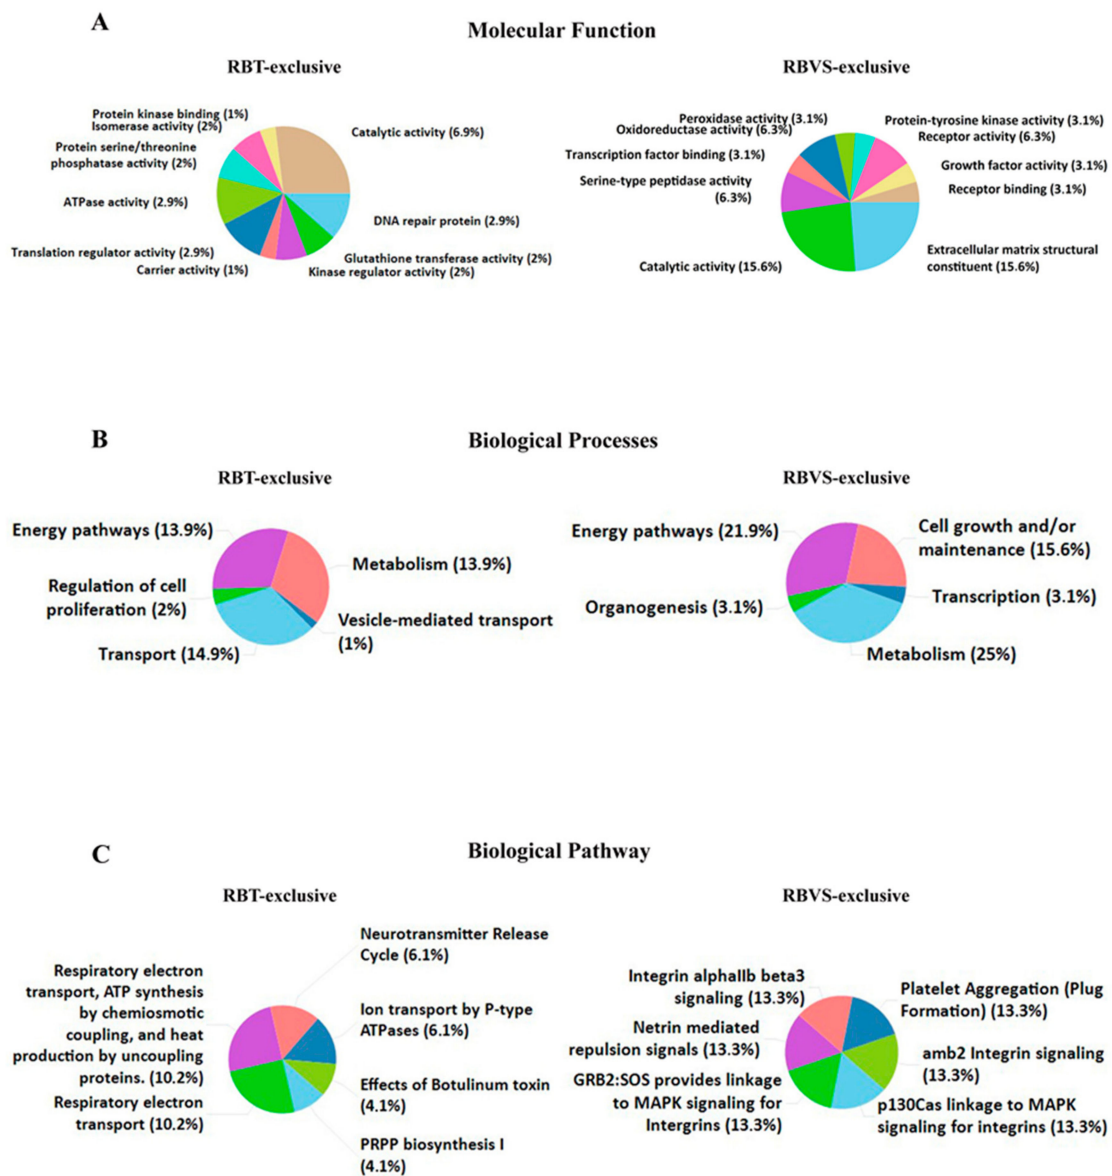 A
Molecular Function
RBT-exclusive
Protein kinase binding (1%)
Isomerase activity (2%)
Protein serine/threonine
phosphatase activity (2%)
ATPase activity (2.9%)
Translation regulator activity (2.9%)
Carrier activity (1%)
Catalytic activity (6.9%)
DNA repair protein (2.9%)
Glutathione transferase activity (2%)
Kinase regulator activity (2%)
RBVS-exclusive
Peroxidase activity (3.1%)
Oxidoreductase activity (6.3%)
Transcription factor binding (3.1%)
Serine-type peptidase activity
(6.3%)
Catalytic activity (15.6%)
Protein-tyrosine kinase activity (3.1%)
Receptor activity (6.3%)
Growth factor activity (3.1%)
Receptor binding (3.1%)
Extracellular matrix structural
constituent (15.6%)
B
Biological Processes
RBT-exclusive
Energy pathways (13.9%)
Regulation of cell
proliferation (2%)
Transport (14.9%)
Metabolism (13.9%)
Vesicle-mediated transport
(1%)
RBVS-exclusive
Energy pathways (21.9%)
Organogenesis (3.1%)
Cell growth and/or
maintenance (15.6%)
Transcription (3.1%)
Metabolism (25%)
C
Biological Pathway
RBT-exclusive
Respiratory electron
transport, ATP synthesis
by chemiosmotic
coupling, and heat
production by uncoupling
proteins. (10.2%)
Respiratory electron
transport (10.2%)
Neurotransmitter Release
Cycle (6.1%)
Ion transport by P-type
ATPases (6.1%)
Effects of Botulinum toxin
(4.1%)
PRPP biosynthesis I
(4.1%)
RBVS-exclusive
Integrin alphaIIb beta3
signaling (13.3%)
Netrin mediated
repulsion signals (13.3%)
GRB2:SOS provides linkage
to MAPK signaling for
Intergrins (13.3%)
Platelet Aggregation (Plug
Formation) (13.3%)
amb2 Integrin signaling
(13.3%)
p130Cas linkage to MAPK
signaling for integrins (13.3%)